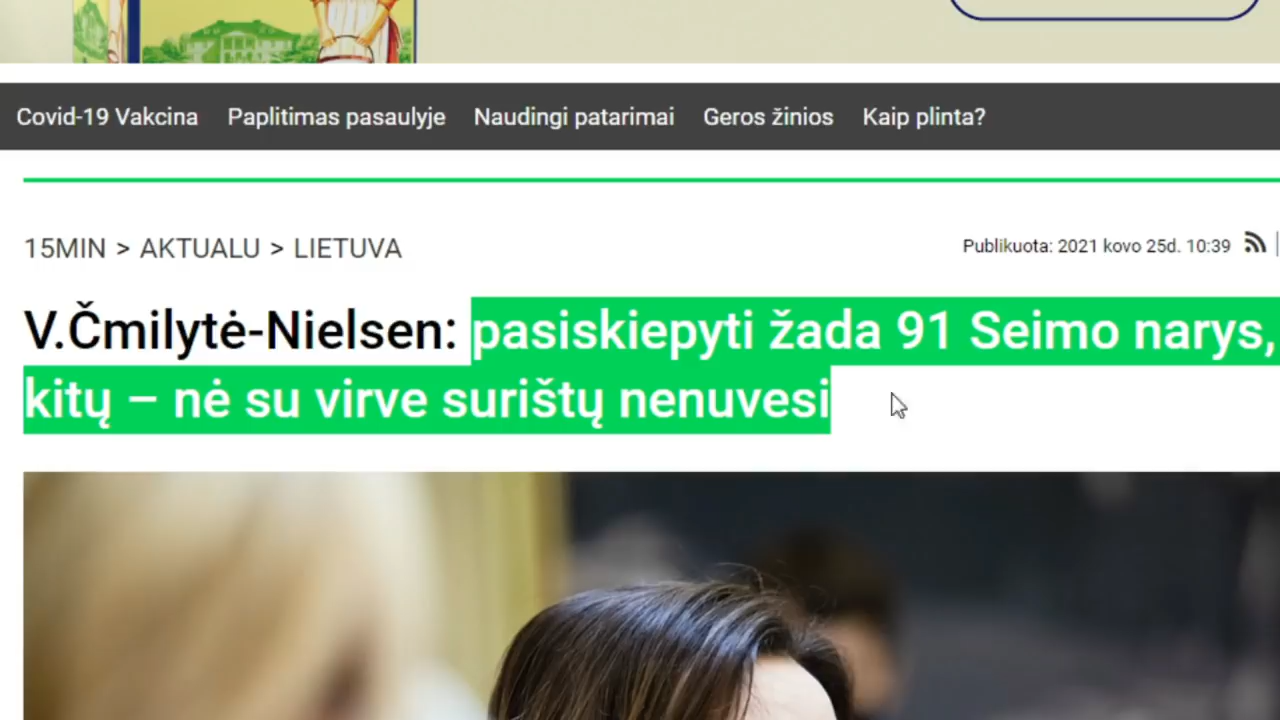 Covid-19 Vakcina Paplitimas pasaulyje Naudingi patarimai Geros žinios Kaip plinta?
15MIN > AKTUALU > LIETUVA
Publikuota: 2021 kovo 25d. 10:39
V.Čmilytė-Nielsen: pasiskiepyti žada 91 Seimo narys,
kitų – nė su virve surištų nenuvesi